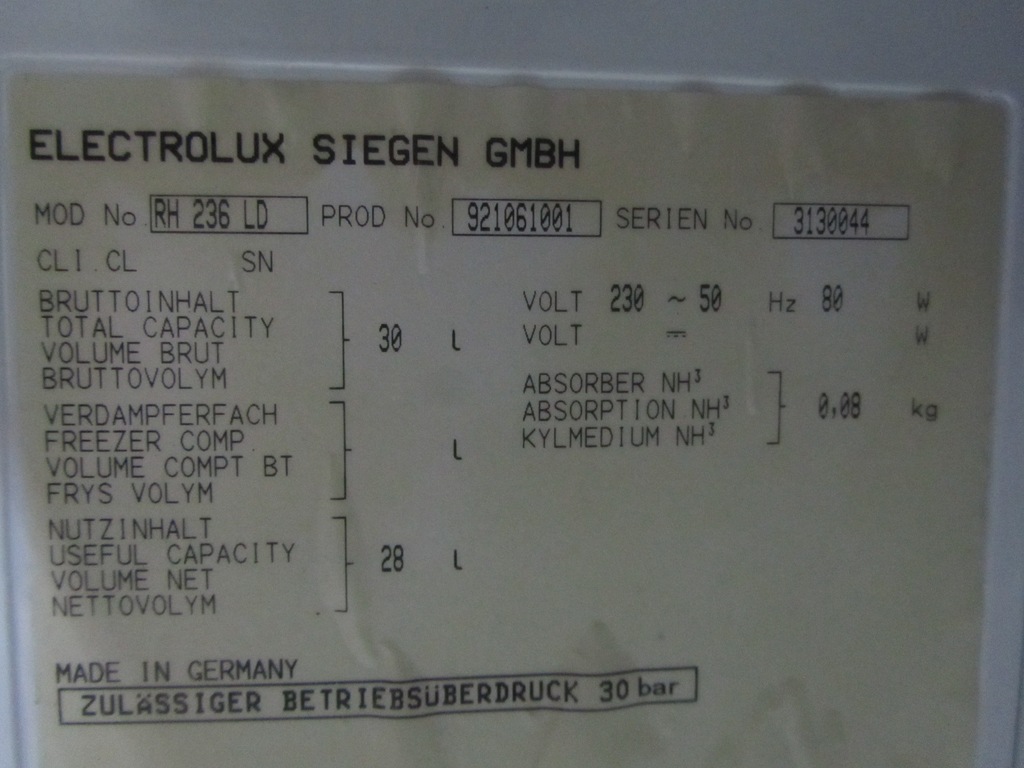 ELECTROLUX SIEGEN GMBH
MOD No. RH 236 LD PROD No. 921061001 SERIEN No 3130044
CLI.CL SN
BRUTTOINHALT
TOTAL CAPACITY
VOLUME BRUT
BRUTTOVOLYM
30 l
VERDAMPFERFACH
FREEZER COMP.
VOLUME COMPT BT
FRYS VOLYM
l
NUTZINHALT
USEFUL CAPACITY
VOLUME NET
NETTOVOLYM
28 l
VOLT 230 ~ 50 Hz 80 W
VOLT ⎓ W
ABSORBER NH³
ABSORPTION NH³
KYLMEDIUM NH³
0,08 kg
MADE IN GERMANY
ZULÄSSIGER BETRIEBSÜBERDRUCK 30 bar